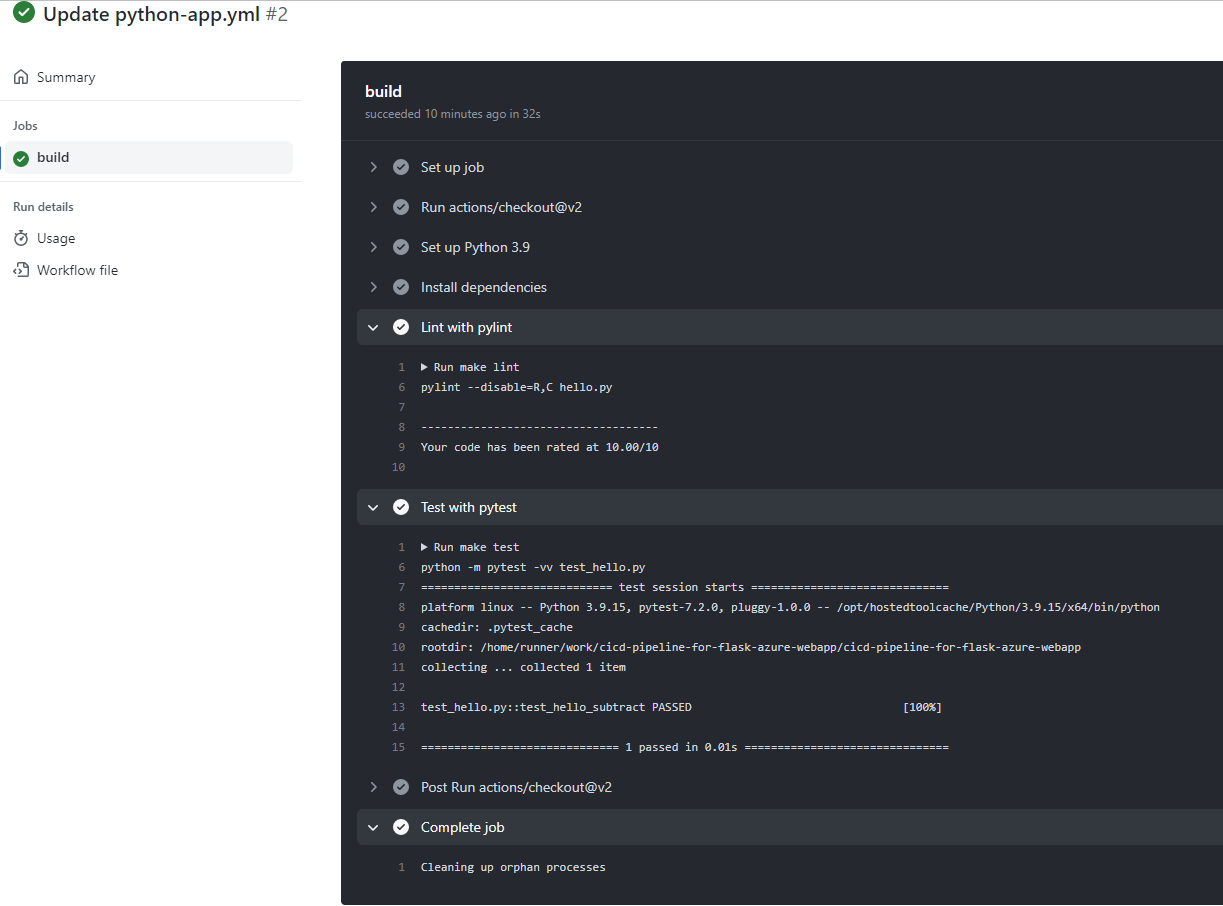 Update python-app.yml #2
Summary
Jobs
build
Run details
Usage
Workflow file
build
succeeded 10 minutes ago in 32s
Set up job
Run actions/checkout@v2
Set up Python 3.9
Install dependencies
Lint with pylint
1 Run make lint
6 pylint --disable=R,C hello.py
7
8 ------------------------------------
9 Your code has been rated at 10.00/10
10
Test with pytest
1 Run make test
6 python -m pytest -vv test_hello.py
7 ============================= test session starts ==============================
8 platform linux -- Python 3.9.15, pytest-7.2.0, pluggy-1.0.0 -- /opt/hostedtoolcache/Python/3.9.15/x64/bin/python
9 cachedir: .pytest_cache
10 rootdir: /home/runner/work/cicd-pipeline-for-flask-azure-webapp/cicd-pipeline-for-flask-azure-webapp
11 collecting ... collected 1 item
12
13 test_hello.py::test_hello_subtract PASSED [100%]
14
15 ============================== 1 passed in 0.01s ===============================
Post Run actions/checkout@v2
Complete job
1 Cleaning up orphan processes